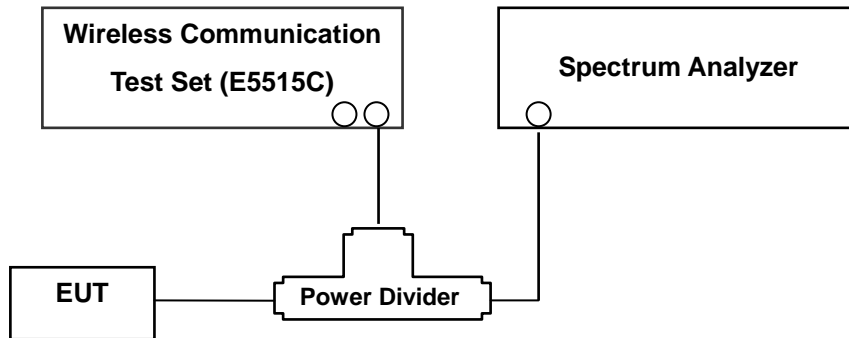 Wireless Communication
Test Set (E5515C)
Spectrum Analyzer
EUT
Power Divider